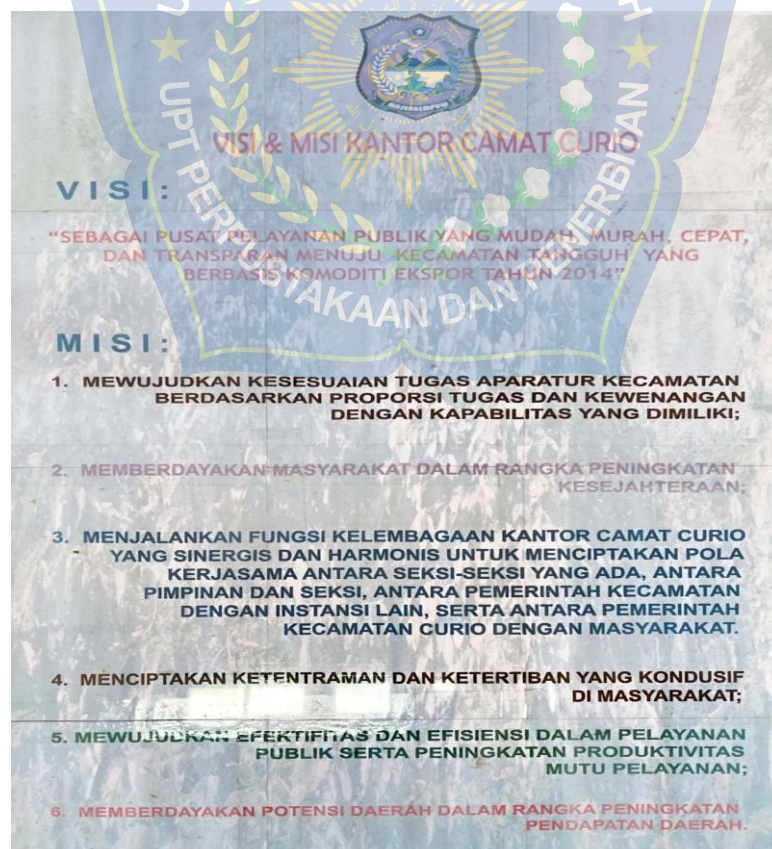 VISI & MISI KANTOR CAMAT CURIO
VISI:
"SEBAGAI PUSAT PELAYANAN PUBLIK YANG MUDAH, MURAH, CEPAT,
DAN TRANSPARAN MENUJU KECAMATAN TANGGUH YANG
BERBASIS KOMODITI EKSPOR TAHUN 2014"
UPT PERPUSTAKAAN DAN PENERBITAN
MISI:
1. MEWUJUDKAN KESESUAIAN TUGAS APARATUR KECAMATAN
BERDASARKAN PROPORSI TUGAS DAN KEWENANGAN
DENGAN KAPABILITAS YANG DIMILIKI;
2. MEMBERDAYAKAN MASYARAKAT DALAM RANGKA PENINGKATAN
KESEJAHTERAAN;
3. MENJALANKAN FUNGSI KELEMBAGAAN KANTOR CAMAT CURIO
YANG SINERGIS DAN HARMONIS UNTUK MENCIPTAKAN POLA
KERJASAMA ANTARA SEKSI-SEKSI YANG ADA, ANTARA
PIMPINAN DAN SEKSI, ANTARA PEMERINTAH KECAMATAN
DENGAN INSTANSI LAIN, SERTA ANTARA PEMERINTAH
KECAMATAN CURIO DENGAN MASYARAKAT.
4. MENCIPTAKAN KETENTRAMAN DAN KETERTIBAN YANG KONDUSIF
DI MASYARAKAT;
5. MEWUJUDKAN EFEKTIFITAS DAN EFISIENSI DALAM PELAYANAN
PUBLIK SERTA PENINGKATAN PRODUKTIVITAS
MUTU PELAYANAN;
6. MEMBERDAYAKAN POTENSI DAERAH DALAM RANGKA PENINGKATAN
PENDAPATAN DAERAH.